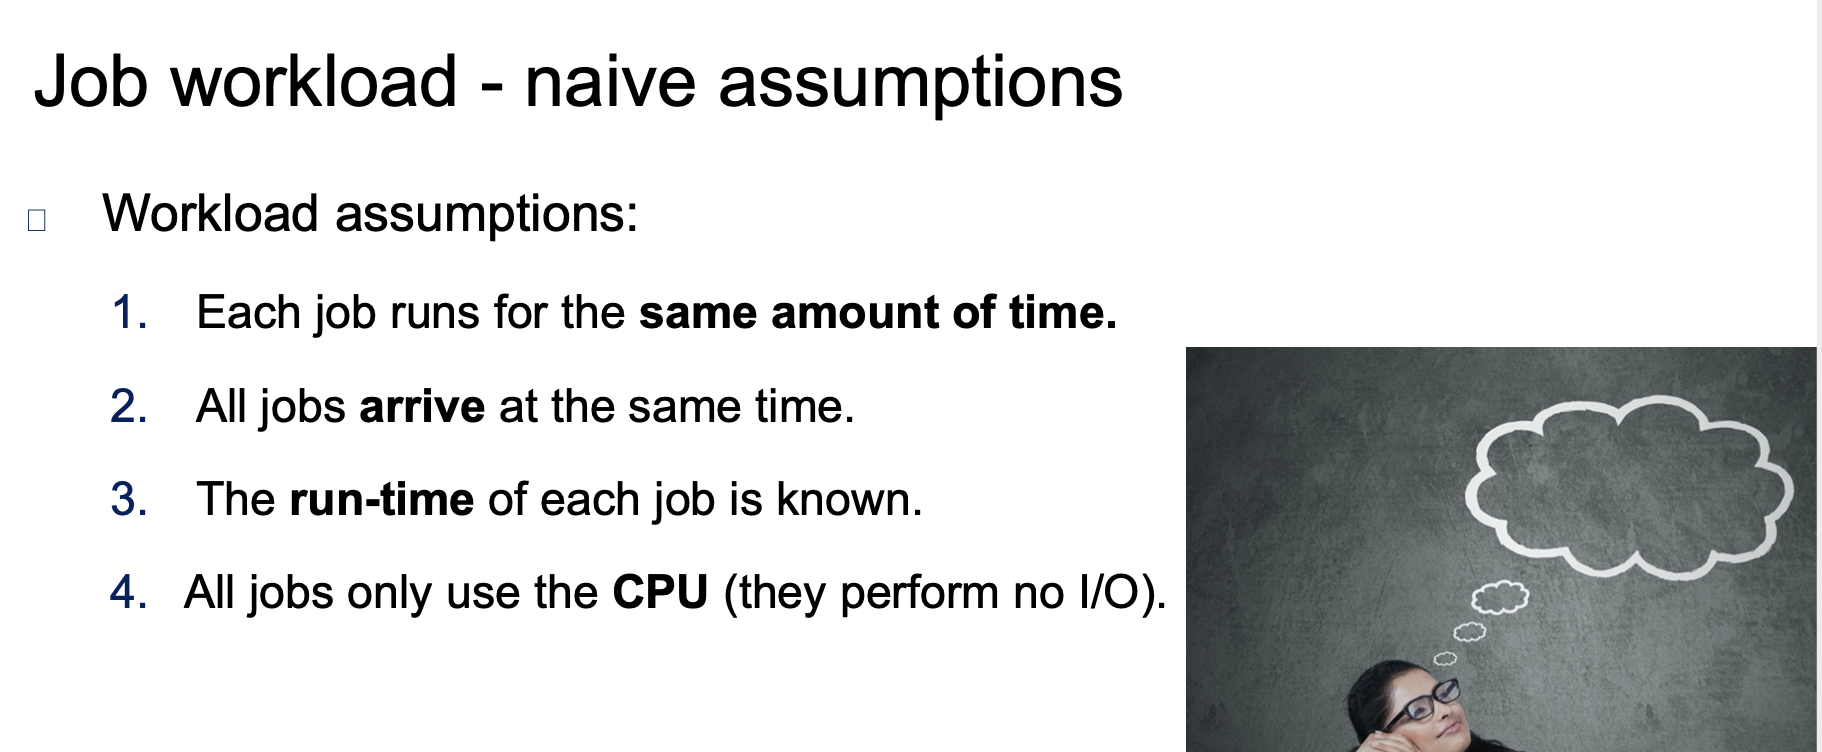 Job workload - naive assumptions
Workload assumptions:
1. Each job runs for the same amount of time.
2. All jobs arrive at the same time.
3. The run-time of each job is known.
4. All jobs only use the CPU (they perform no I/O).